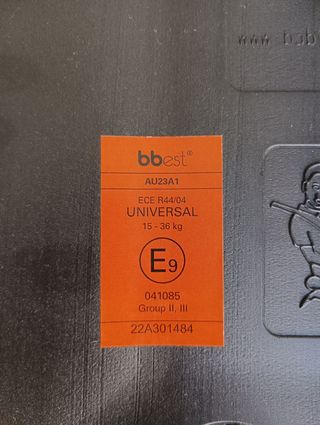 bbest®
AU23A1
ECE R44/04
UNIVERSAL
15 - 36 kg
E9
041085
Group II, III
22A301484